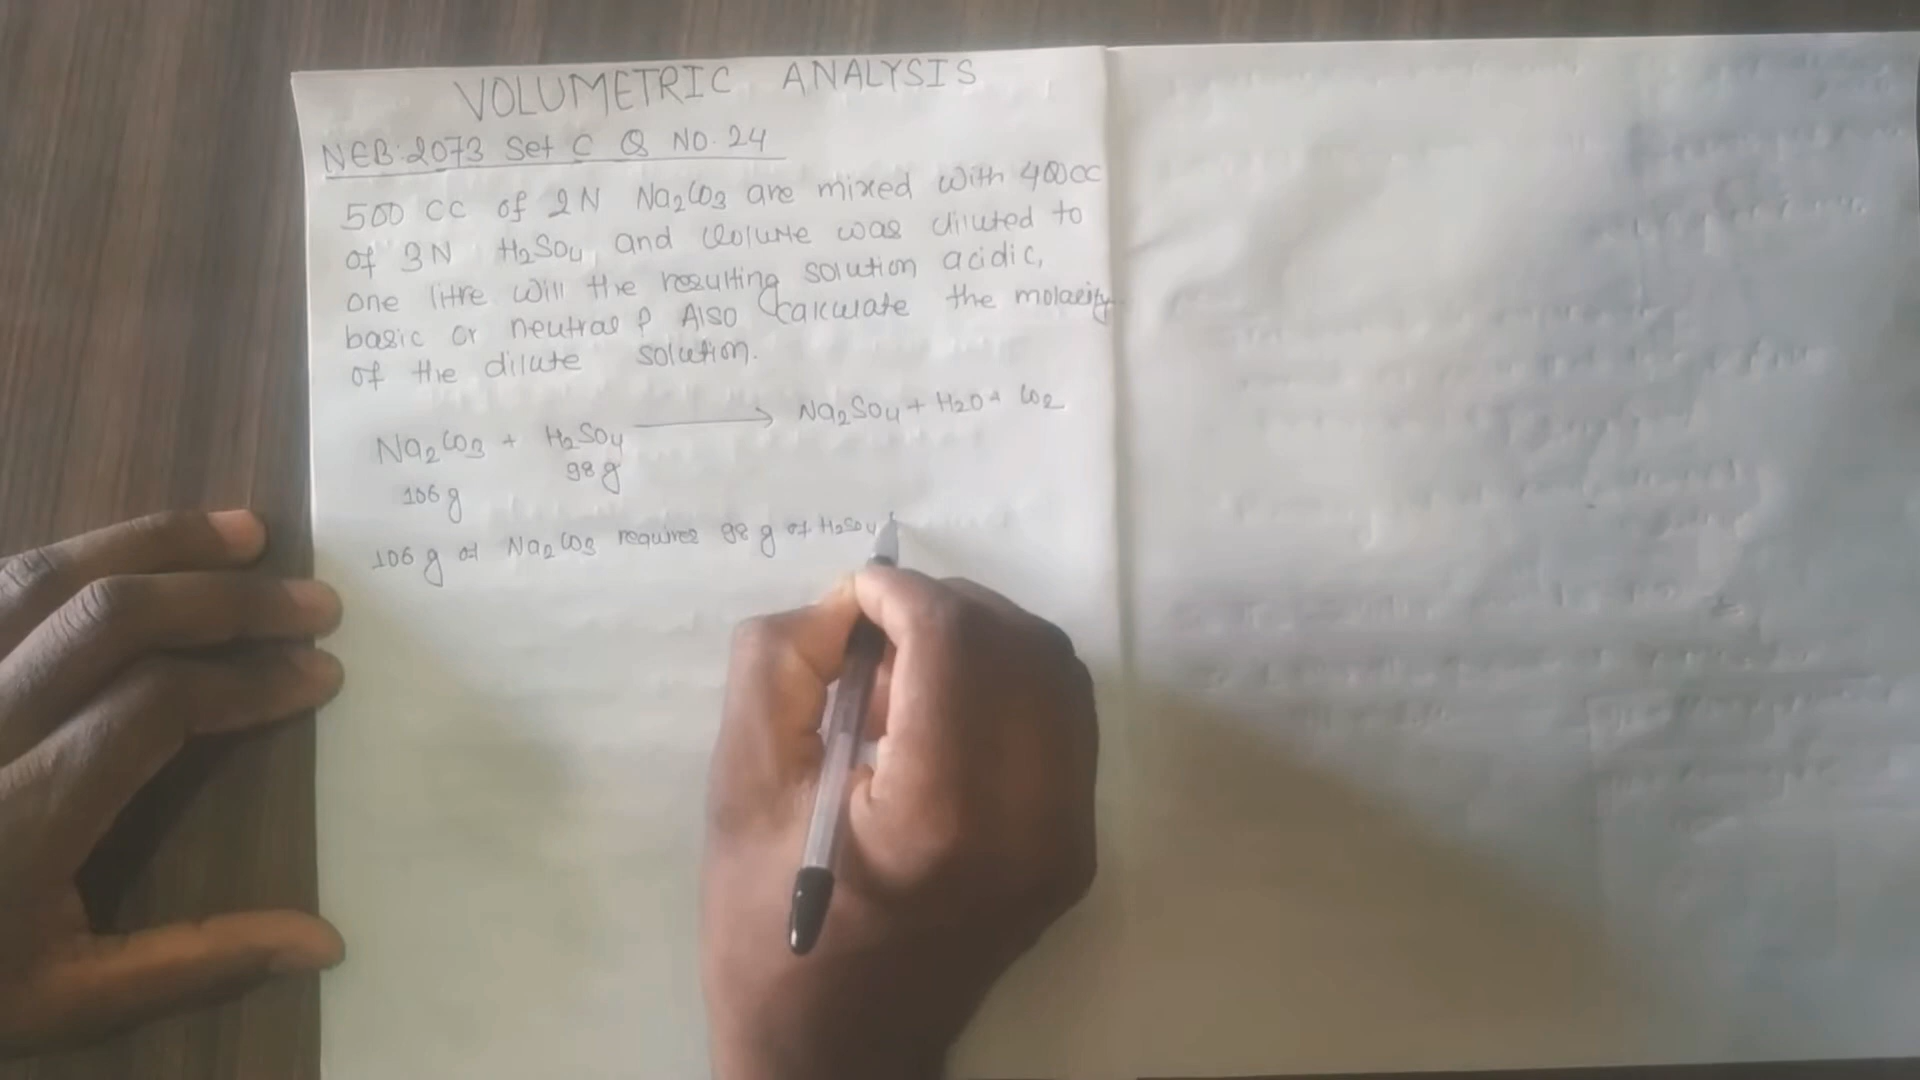 VOLUMETRIC ANALYSIS
NEB 2073 Set C Q NO. 24
500 CC of 2N Na2CO3 are mixed with 400CC
of 3N H2SO4 and volume was diluted to
one litre will the resulting solution acidic,
basic or neutral ? Also calculate the molarity
of the dilute solution.
Na2CO3 + H2SO4 → Na2SO4 + H2O + CO2
106 g 98 g
106 g of Na2CO3 requires 98 g of H2SO4